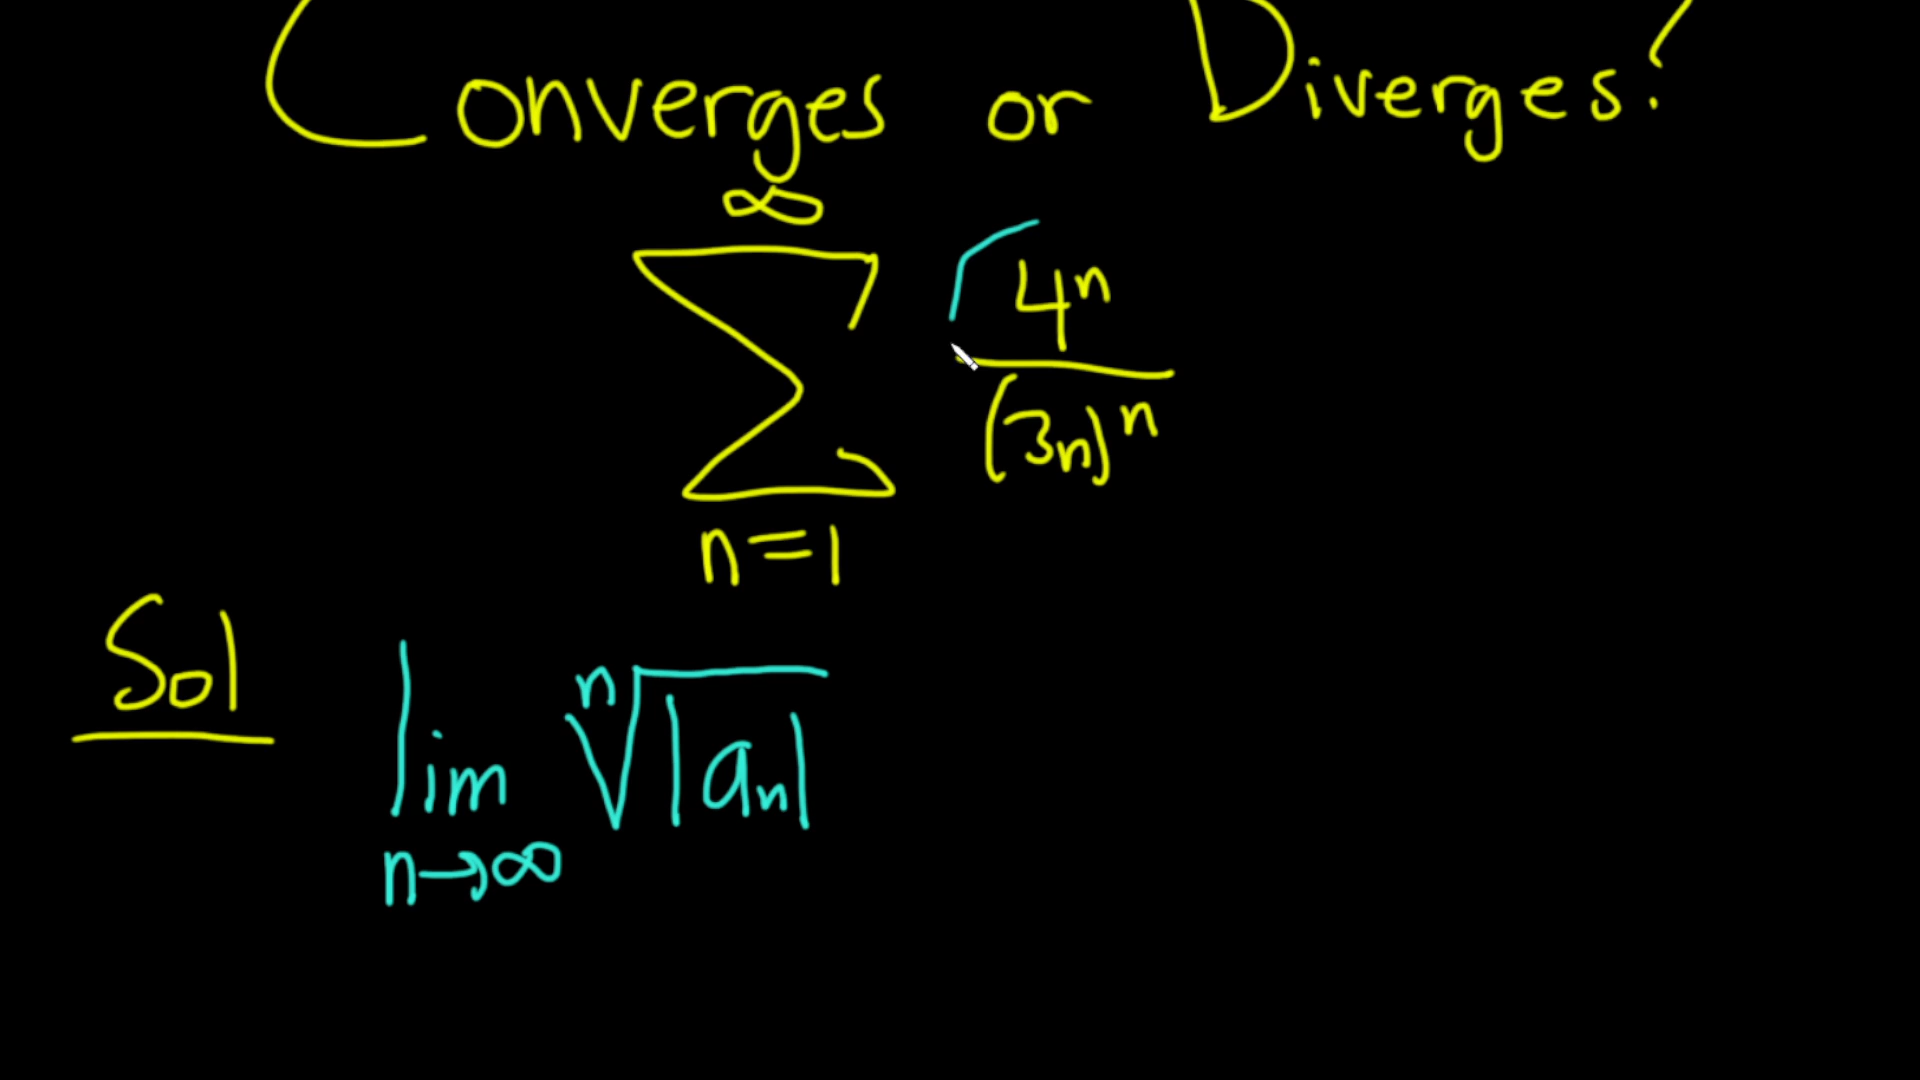 Converges or Diverges?
∞
Σ 4ⁿ/(3n)ⁿ
n=1
Sol lim ⁿ√|aₙ|
n→∞